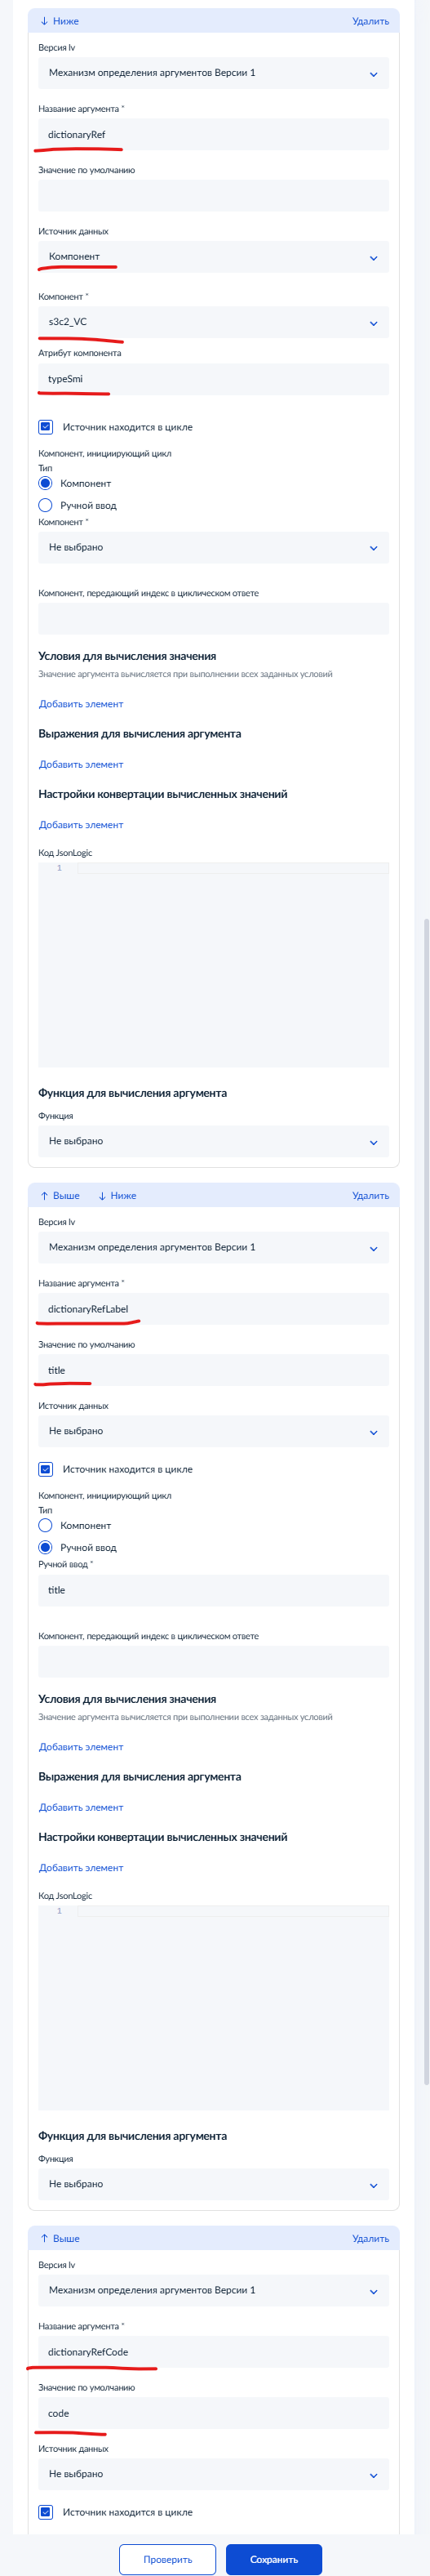 ↓ Ниже Удалить
Версия lv
Механизм определения аргументов Версии 1
Название аргумента *
dictionaryRef
Значение по умолчанию
Источник данных
Компонент
Компонент *
s3c2_VC
Атрибут компонента
typeSmi
Источник находится в цикле
Компонент, инициирующий цикл
Тип
Компонент
Ручной ввод
Компонент *
Не выбрано
Компонент, передающий индекс в циклическом ответе
Условия для вычисления значения
Значение аргумента вычисляется при выполнении всех заданных условий
Добавить элемент
Выражения для вычисления аргумента
Добавить элемент
Настройки конвертации вычисленных значений
Добавить элемент
Код JsonLogic
1
Функция для вычисления аргумента
Функция
Не выбрано
↑ Выше ↓ Ниже Удалить
Версия lv
Механизм определения аргументов Версии 1
Название аргумента *
dictionaryRefLabel
Значение по умолчанию
title
Источник данных
Не выбрано
Источник находится в цикле
Компонент, инициирующий цикл
Тип
Компонент
Ручной ввод
Ручной ввод *
title
Компонент, передающий индекс в циклическом ответе
Условия для вычисления значения
Значение аргумента вычисляется при выполнении всех заданных условий
Добавить элемент
Выражения для вычисления аргумента
Добавить элемент
Настройки конвертации вычисленных значений
Добавить элемент
Код JsonLogic
1
Функция для вычисления аргумента
Функция
Не выбрано
↑ Выше Удалить
Версия lv
Механизм определения аргументов Версии 1
Название аргумента *
dictionaryRefCode
Значение по умолчанию
code
Источник данных
Не выбрано
Источник находится в цикле
Проверить Сохранить